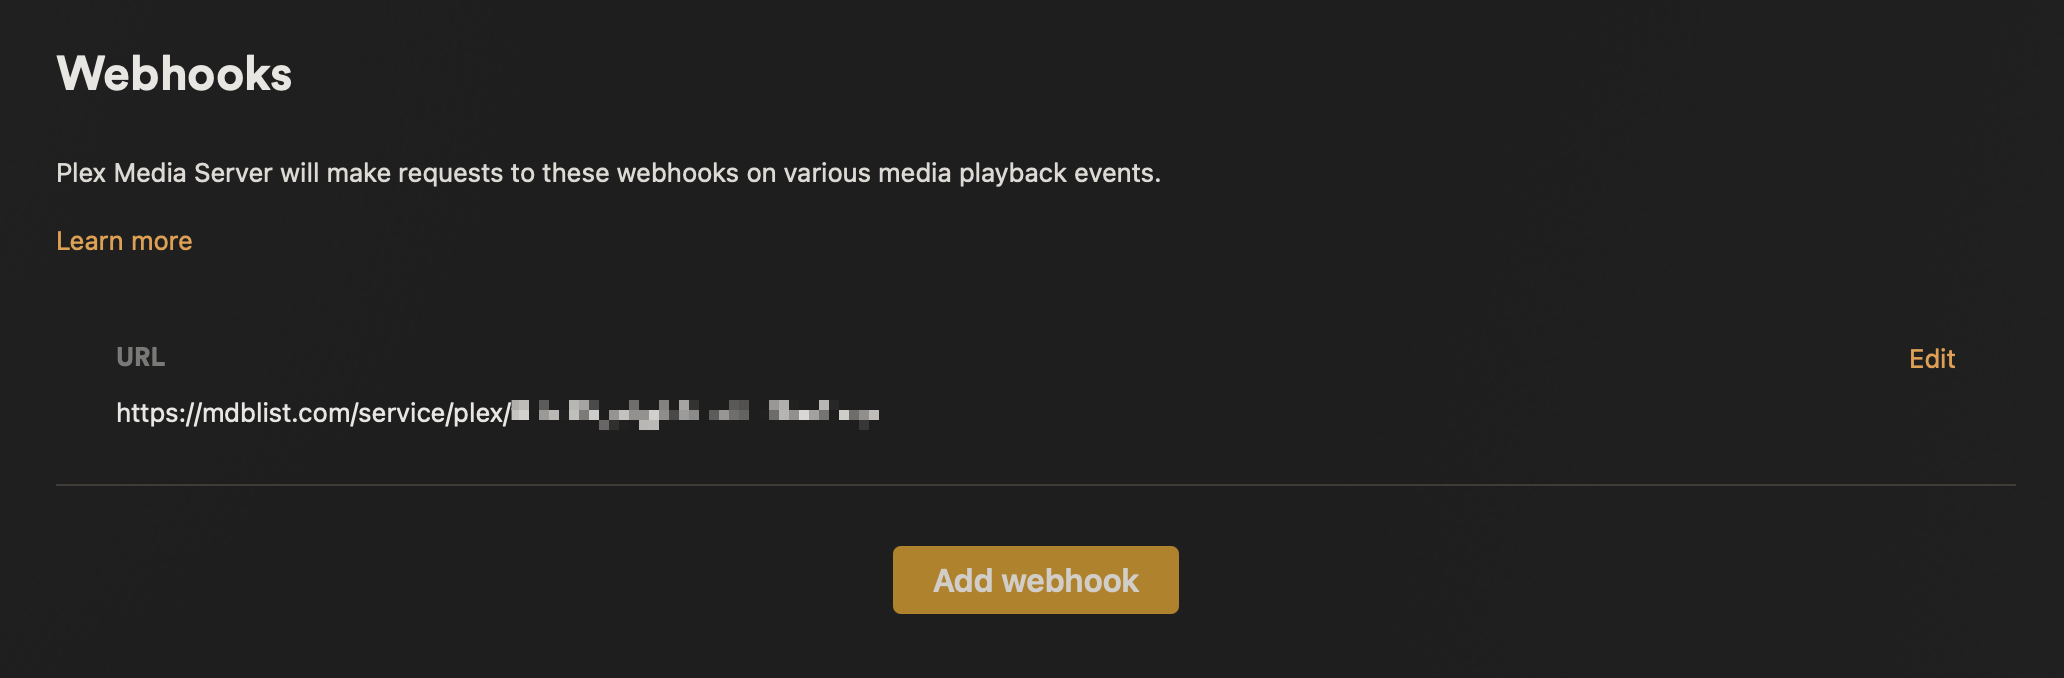 Webhooks
Plex Media Server will make requests to these webhooks on various media playback events.
Learn more
URL
Edit
https://mdblist.com/service/plex/
Add webhook